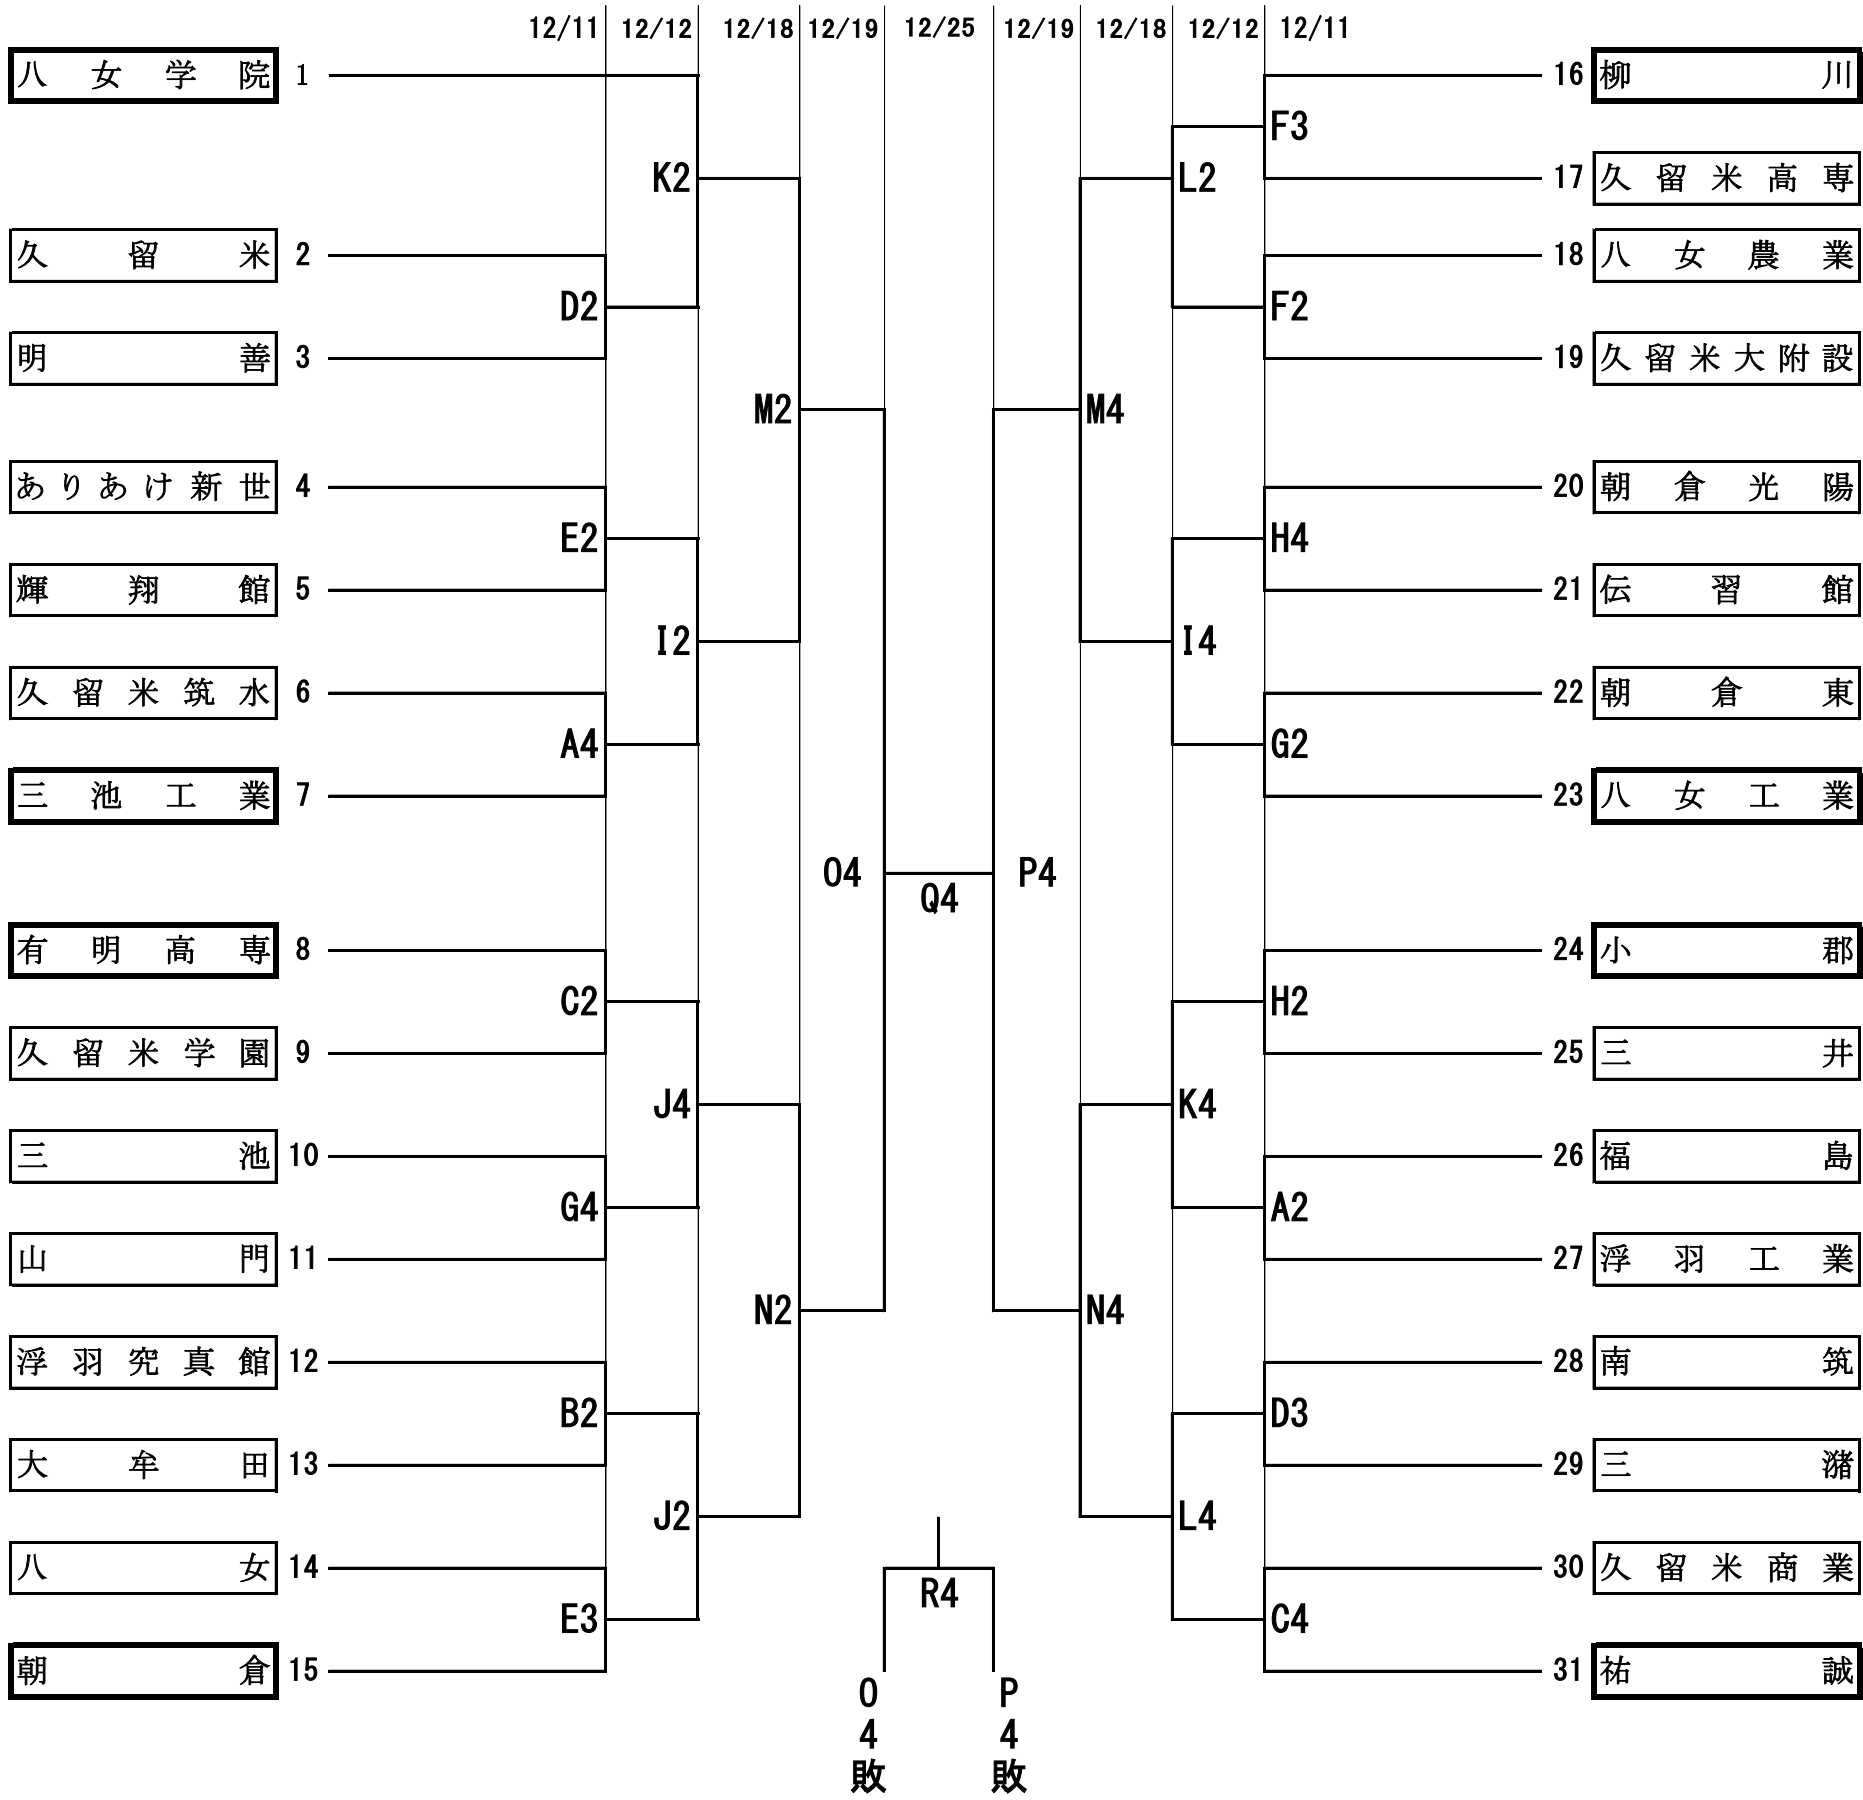 12/11 12/12 12/18 12/19 12/25 12/19 12/18 12/12 12/11
八女学院 1
16 柳川
F3
K2
L2
17 久留米高専
久留米 2
18 八女農業
D2
F2
明善 3
19 久留米大附設
M2
M4
ありあけ新世 4
20 朝倉光陽
E2
H4
輝翔館 5
21 伝習館
I2
I4
久留米筑水 6
22 朝倉東
A4
G2
三池工業 7
23 八女工業
O4
P4
Q4
有明高専 8
24 小郡
C2
H2
久留米学園 9
25 三井
J4
K4
三池 10
26 福島
G4
A2
山門 11
27 浮羽工業
N2
N4
浮羽究真館 12
28 南筑
B2
D3
大牟田 13
29 三潴
J2
L4
八女 14
30 久留米商業
R4
E3
C4
朝倉 15
31 祐誠
O4敗
P4敗